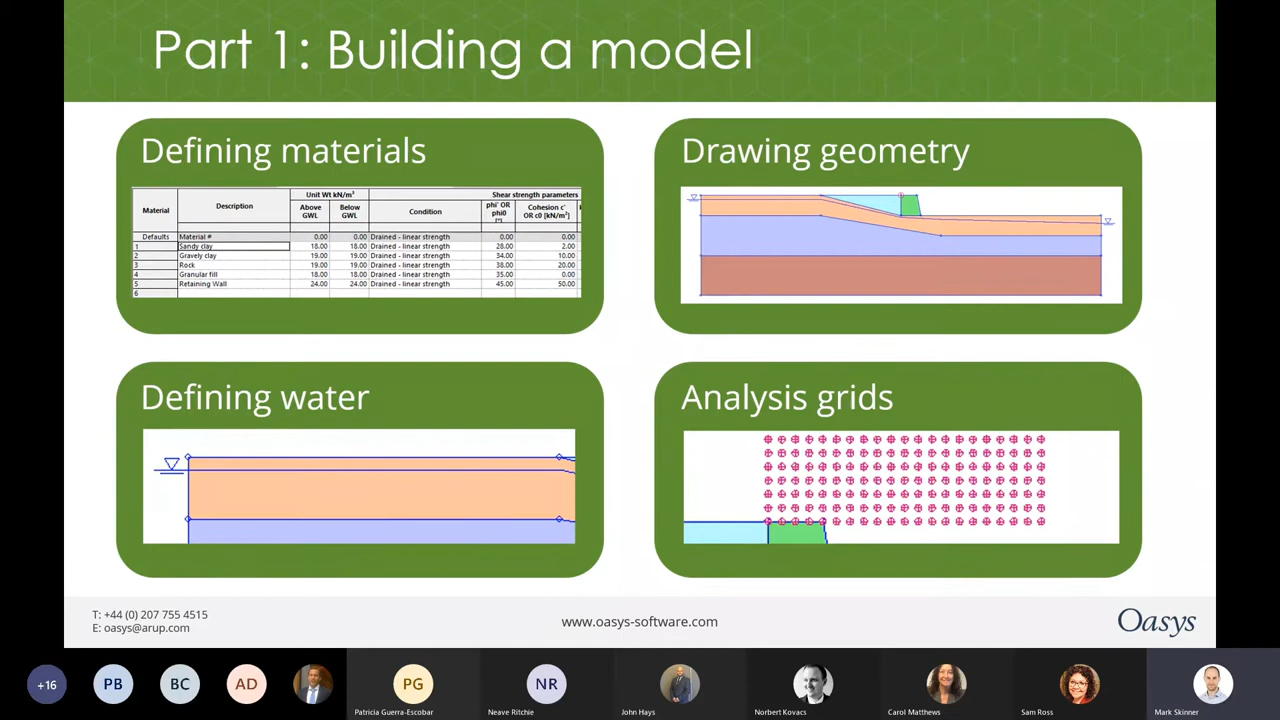 Part 1: Building a model
Defining materials
Material Description Unit Wt kN/m³ Shear strength parameters
Above GWL Below GWL Condition phi' OR phi0 [°] Cohesion c' OR c0 [kN/m²]
Defaults Material # 0.00 0.00 Drained - linear strength 0.00 0.00
1 Sandy clay 18.00 18.00 Drained - linear strength 28.00 2.00
2 Gravely clay 19.00 19.00 Drained - linear strength 34.00 10.00
3 Rock 19.00 19.00 Drained - linear strength 38.00 20.00
4 Granular fill 18.00 18.00 Drained - linear strength 35.00 0.00
5 Retaining Wall 24.00 24.00 Drained - linear strength 45.00 50.00
6
Drawing geometry
Defining water
Analysis grids
T: +44 (0) 207 755 4515
E: oasys@arup.com
www.oasys-software.com
Oasys
+16 PB BC AD PG NR
Patricia Guerra-Escobar Neave Ritchie John Hays Norbert Kovacs Carol Matthews Sam Ross Mark Skinner